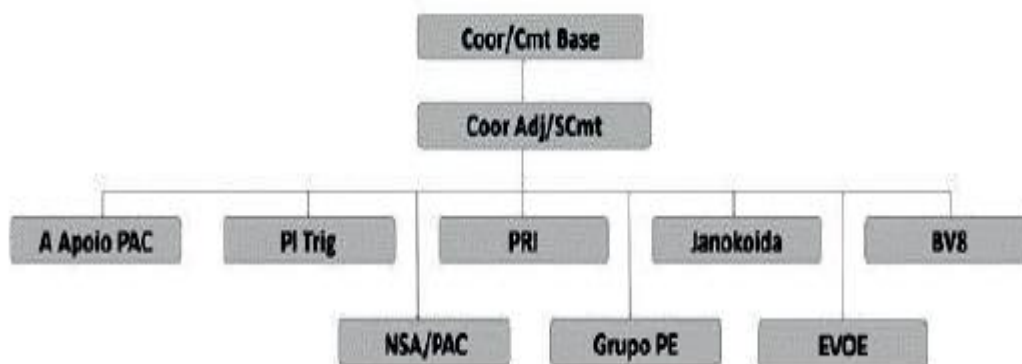 Coor/Cmt Base
Coor Adj/SCmt
A Apoio PAC
Pl Trig
PRI
Janokoida
BV8
NSA/PAC
Grupo PE
EVOE